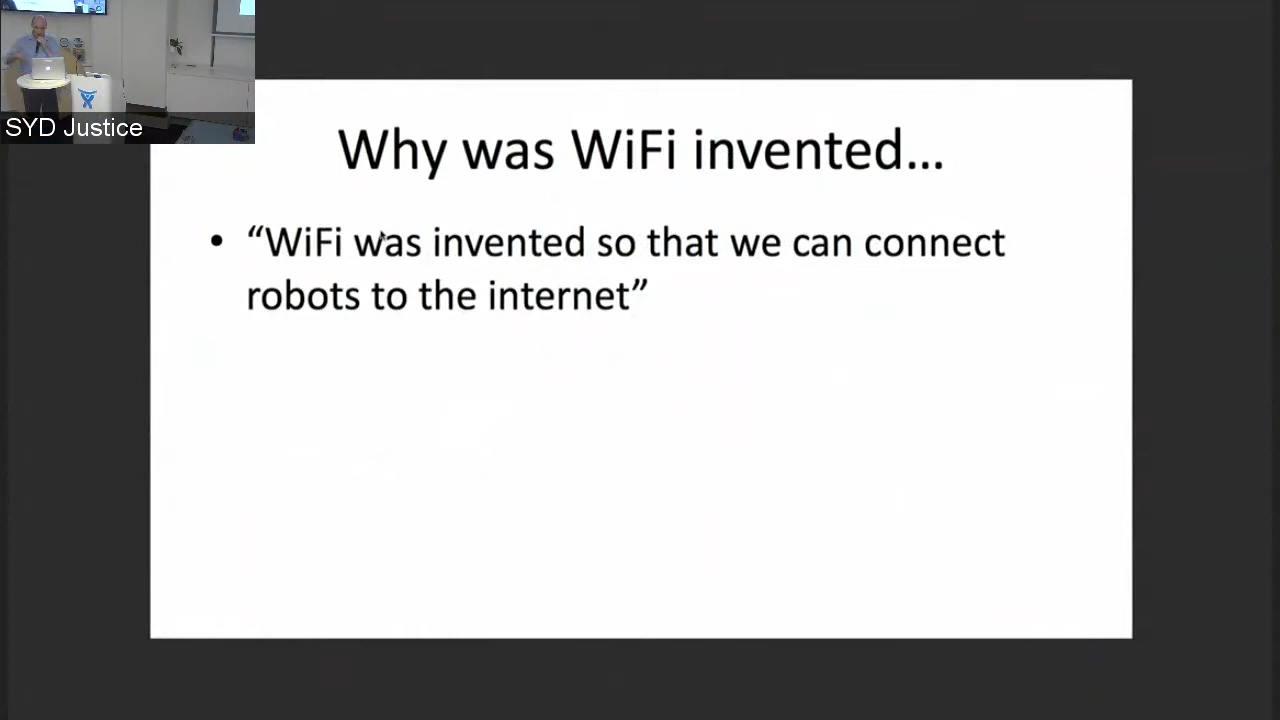 SYD Justice
Why was WiFi invented...
• “WiFi was invented so that we can connect
robots to the internet”